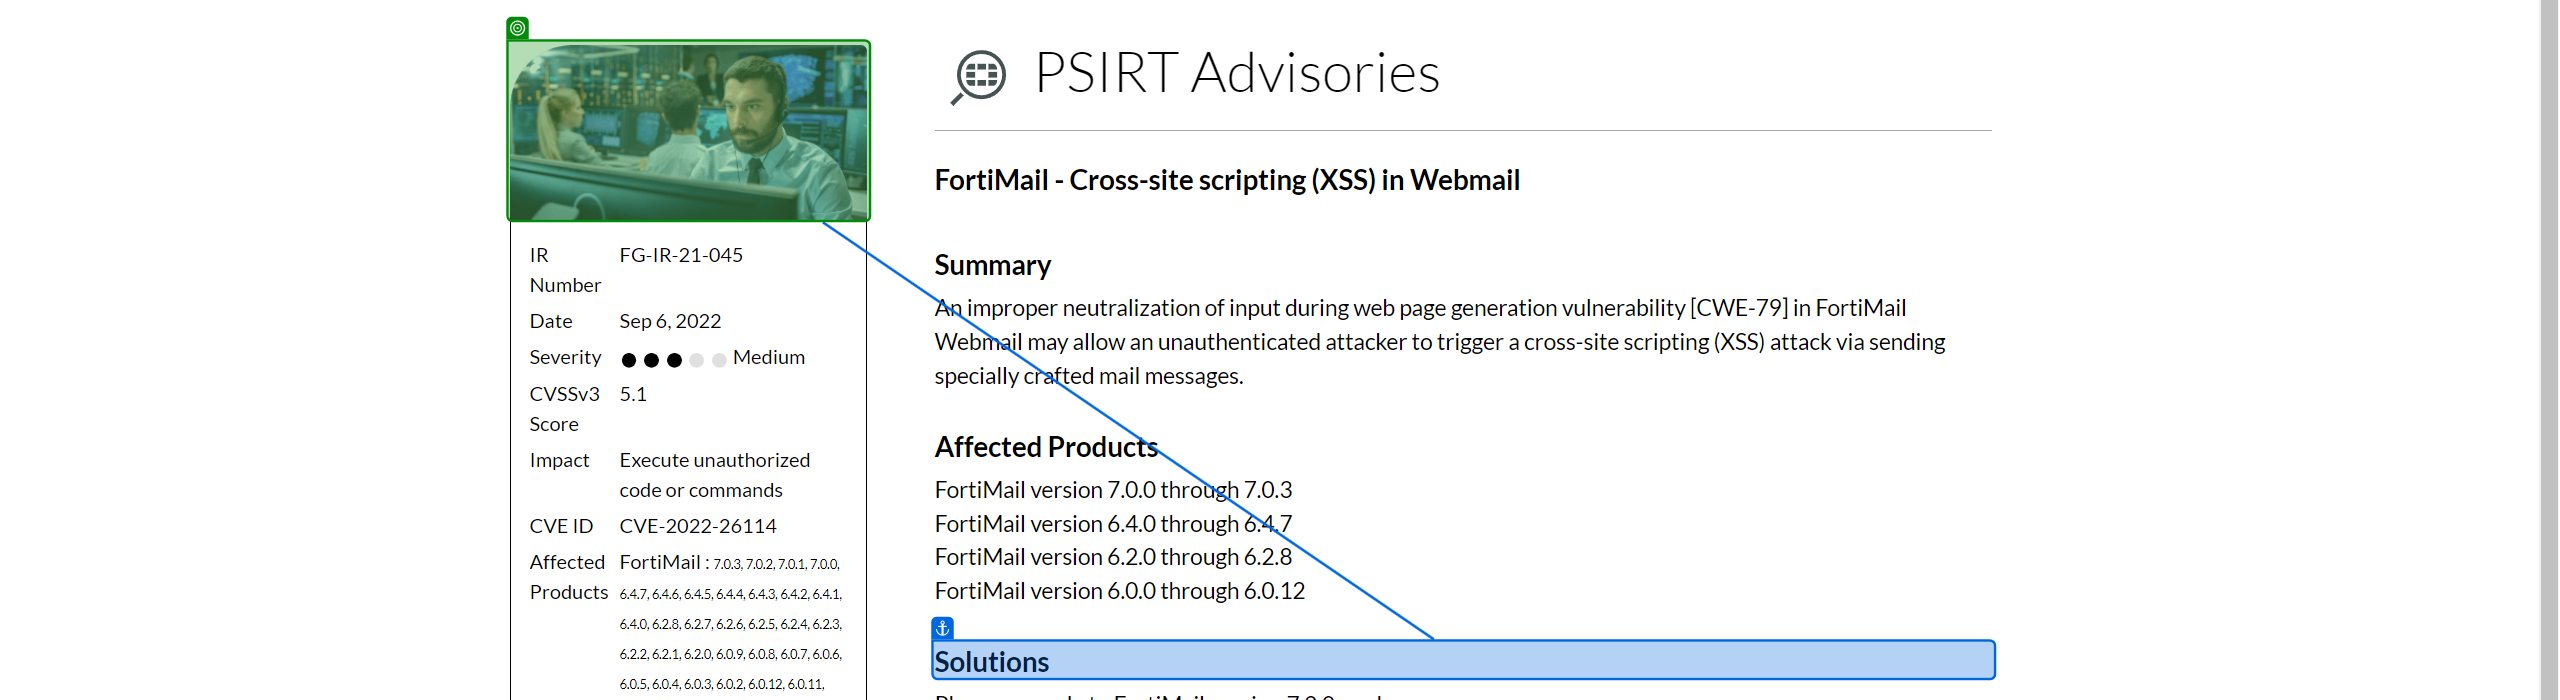 PSIRT Advisories
FortiMail - Cross-site scripting (XSS) in Webmail
Summary
An improper neutralization of input during web page generation vulnerability [CWE-79] in FortiMail
Webmail may allow an unauthenticated attacker to trigger a cross-site scripting (XSS) attack via sending
specially crafted mail messages.
Affected Products
FortiMail version 7.0.0 through 7.0.3
FortiMail version 6.4.0 through 6.4.7
FortiMail version 6.2.0 through 6.2.8
FortiMail version 6.0.0 through 6.0.12
Solutions
IR Number FG-IR-21-045
Date Sep 6, 2022
Severity Medium
CVSSv3 Score 5.1
Impact Execute unauthorized
code or commands
CVE ID CVE-2022-26114
Affected Products FortiMail : 7.0.3, 7.0.2, 7.0.1, 7.0.0,
6.4.7, 6.4.6, 6.4.5, 6.4.4, 6.4.3, 6.4.2, 6.4.1,
6.4.0, 6.2.8, 6.2.7, 6.2.6, 6.2.5, 6.2.4, 6.2.3,
6.2.2, 6.2.1, 6.2.0, 6.0.9, 6.0.8, 6.0.7, 6.0.6,
6.0.5, 6.0.4, 6.0.3, 6.0.2, 6.0.12, 6.0.11,